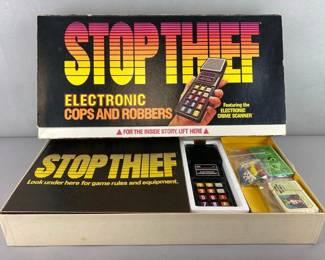 STOP THIEF
ELECTRONIC
COPS AND ROBBERS
Featuring the
ELECTRONIC
CRIME SCANNER
FOR THE INSIDE STORY, LIFT HERE
STOP THIEF
Look under here for game rules and equipment.